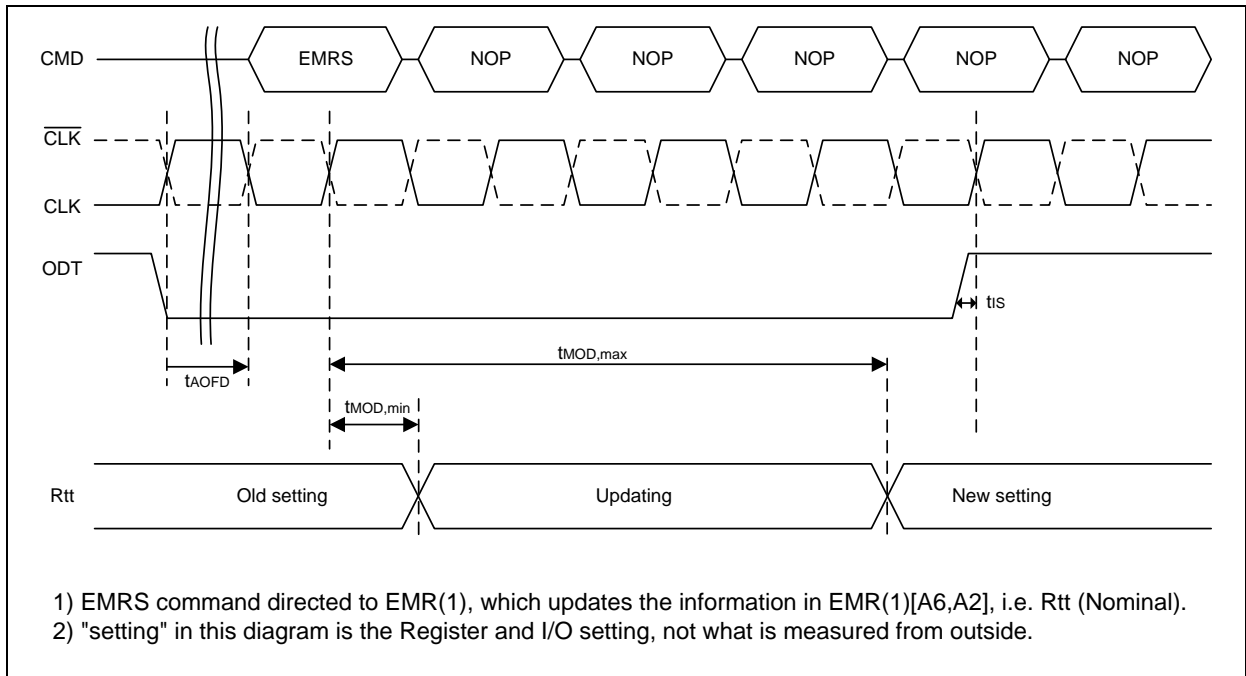 CMD EMRS NOP NOP NOP NOP NOP
CLK
CLK
ODT
tIS
tAOFD
tMOD,max
tMOD,min
Rtt Old setting Updating New setting
1) EMRS command directed to EMR(1), which updates the information in EMR(1)[A6,A2], i.e. Rtt (Nominal).
2) "setting" in this diagram is the Register and I/O setting, not what is measured from outside.